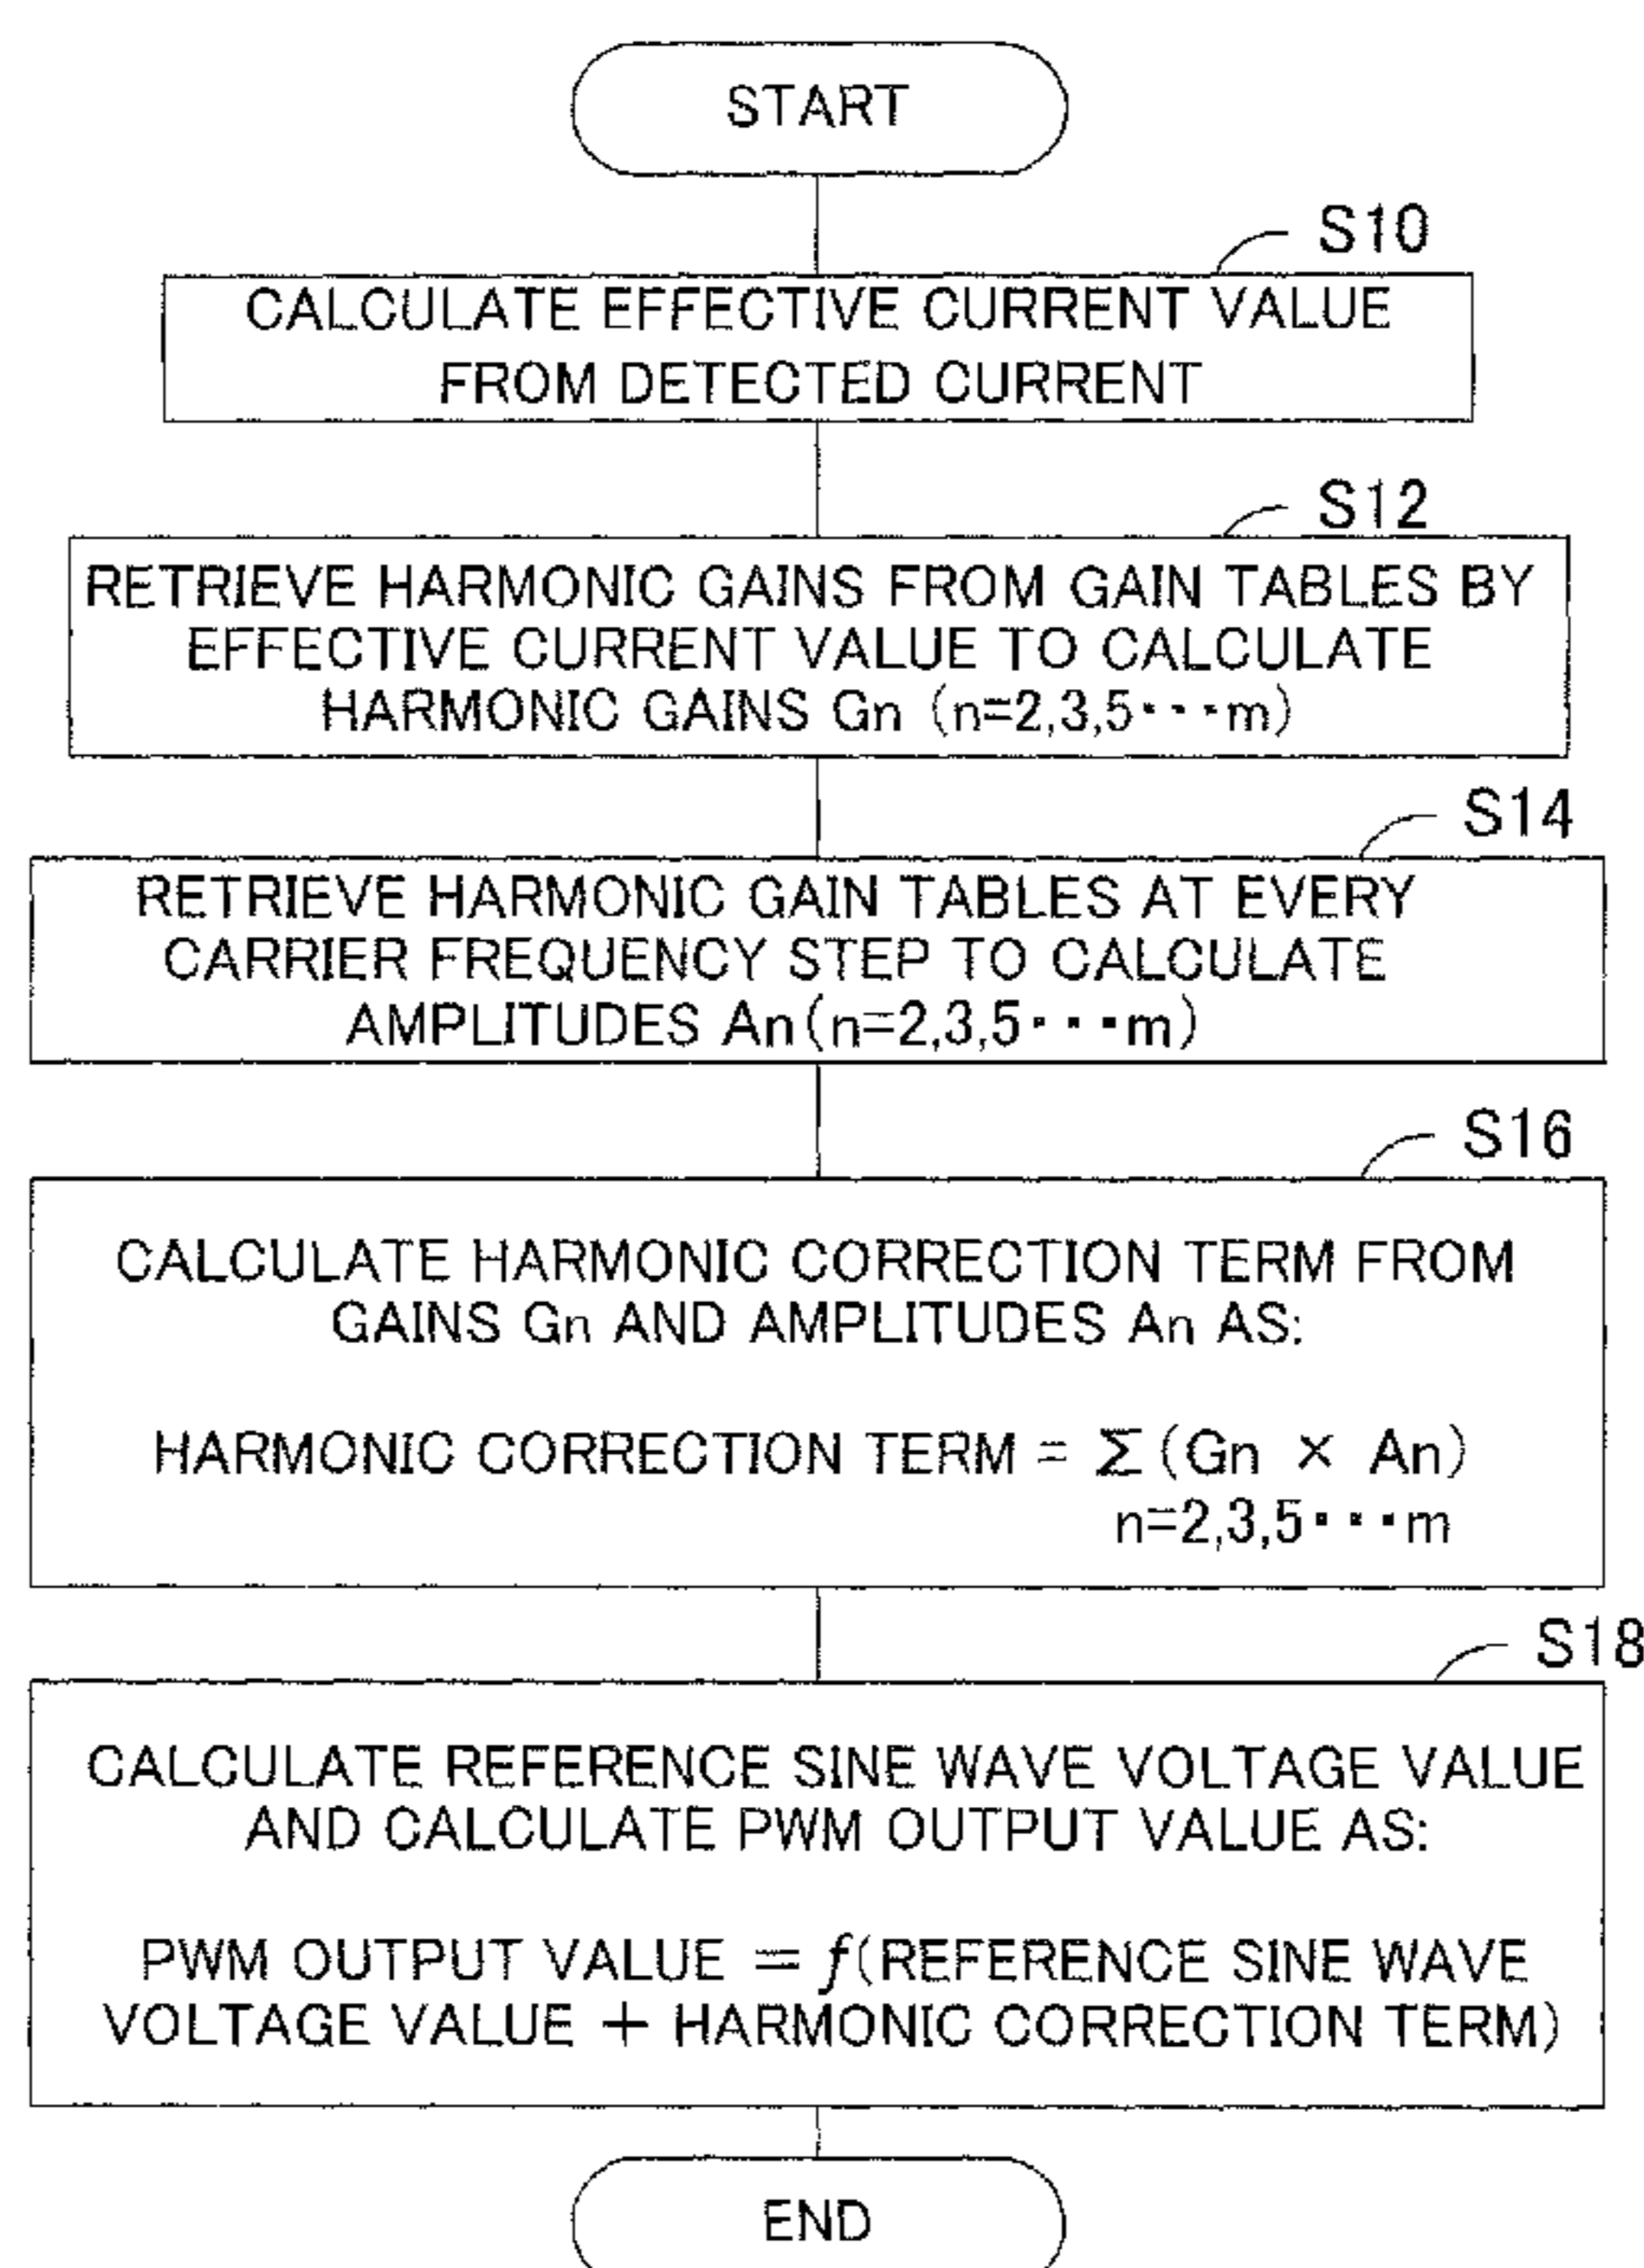 START
S10
CALCULATE EFFECTIVE CURRENT VALUE
FROM DETECTED CURRENT
S12
RETRIEVE HARMONIC GAINS FROM GAIN TABLES BY
EFFECTIVE CURRENT VALUE TO CALCULATE
HARMONIC GAINS Gn (n=2,3,5···m)
S14
RETRIEVE HARMONIC GAIN TABLES AT EVERY
CARRIER FREQUENCY STEP TO CALCULATE
AMPLITUDES An(n=2,3,5···m)
S16
CALCULATE HARMONIC CORRECTION TERM FROM
GAINS Gn AND AMPLITUDES An AS:
HARMONIC CORRECTION TERM = Σ(Gn × An)
n=2,3,5···m
S18
CALCULATE REFERENCE SINE WAVE VOLTAGE VALUE
AND CALCULATE PWM OUTPUT VALUE AS:
PWM OUTPUT VALUE = f(REFERENCE SINE WAVE
VOLTAGE VALUE + HARMONIC CORRECTION TERM)
END